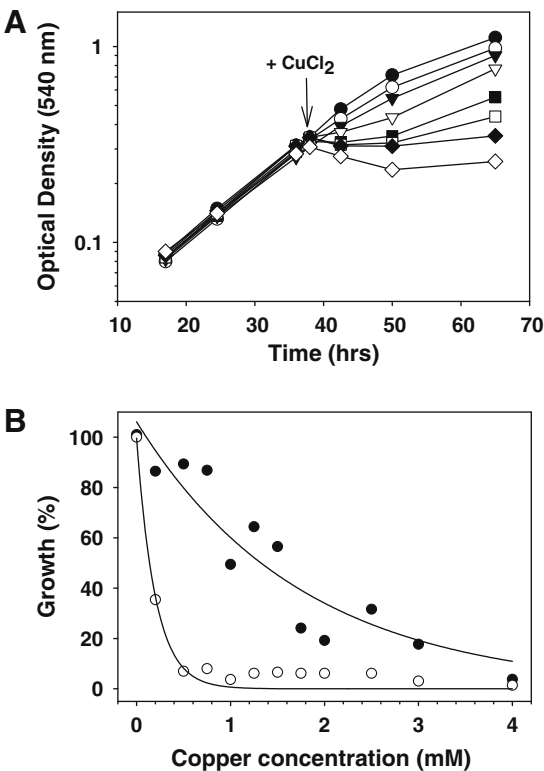 A
Optical Density (540 nm)
1
0.1
+ CuCl2
10 20 30 40 50 60 70
Time (hrs)
B
Growth (%)
100
80
60
40
20
0
0 1 2 3 4
Copper concentration (mM)